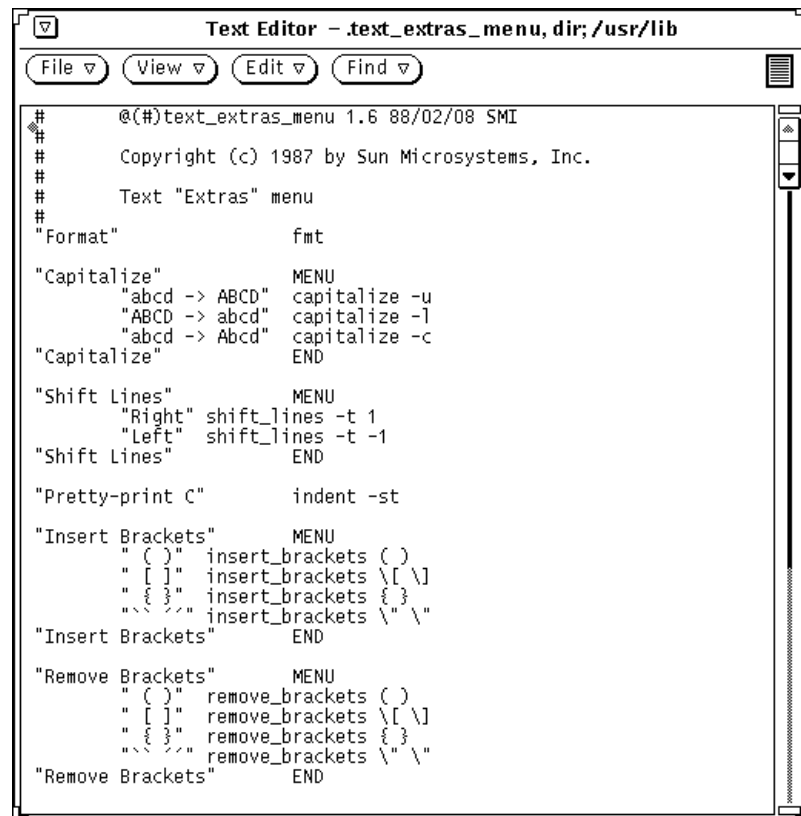 Text Editor – .text_extras_menu, dir; /usr/lib
File View Edit Find
#       @(#)text_extras_menu 1.6 88/02/08 SMI
#
#       Copyright (c) 1987 by Sun Microsystems, Inc.
#
#       Text "Extras" menu
#
"Format"                fmt

"Capitalize"            MENU
        "abcd -> ABCD"  capitalize -u
        "ABCD -> abcd"  capitalize -l
        "abcd -> Abcd"  capitalize -c
"Capitalize"            END

"Shift Lines"           MENU
        "Right" shift_lines -t 1
        "Left"  shift_lines -t -1
"Shift Lines"           END

"Pretty-print C"        indent -st

"Insert Brackets"       MENU
        " ( )"  insert_brackets ( )
        " [ ]"  insert_brackets \[ \]
        " { }"  insert_brackets { }
        "`` ´´" insert_brackets \" \"
"Insert Brackets"       END

"Remove Brackets"       MENU
        " ( )"  remove_brackets ( )
        " [ ]"  remove_brackets \[ \]
        " { }"  remove_brackets { }
        "`` ´´" remove_brackets \" \"
"Remove Brackets"       END